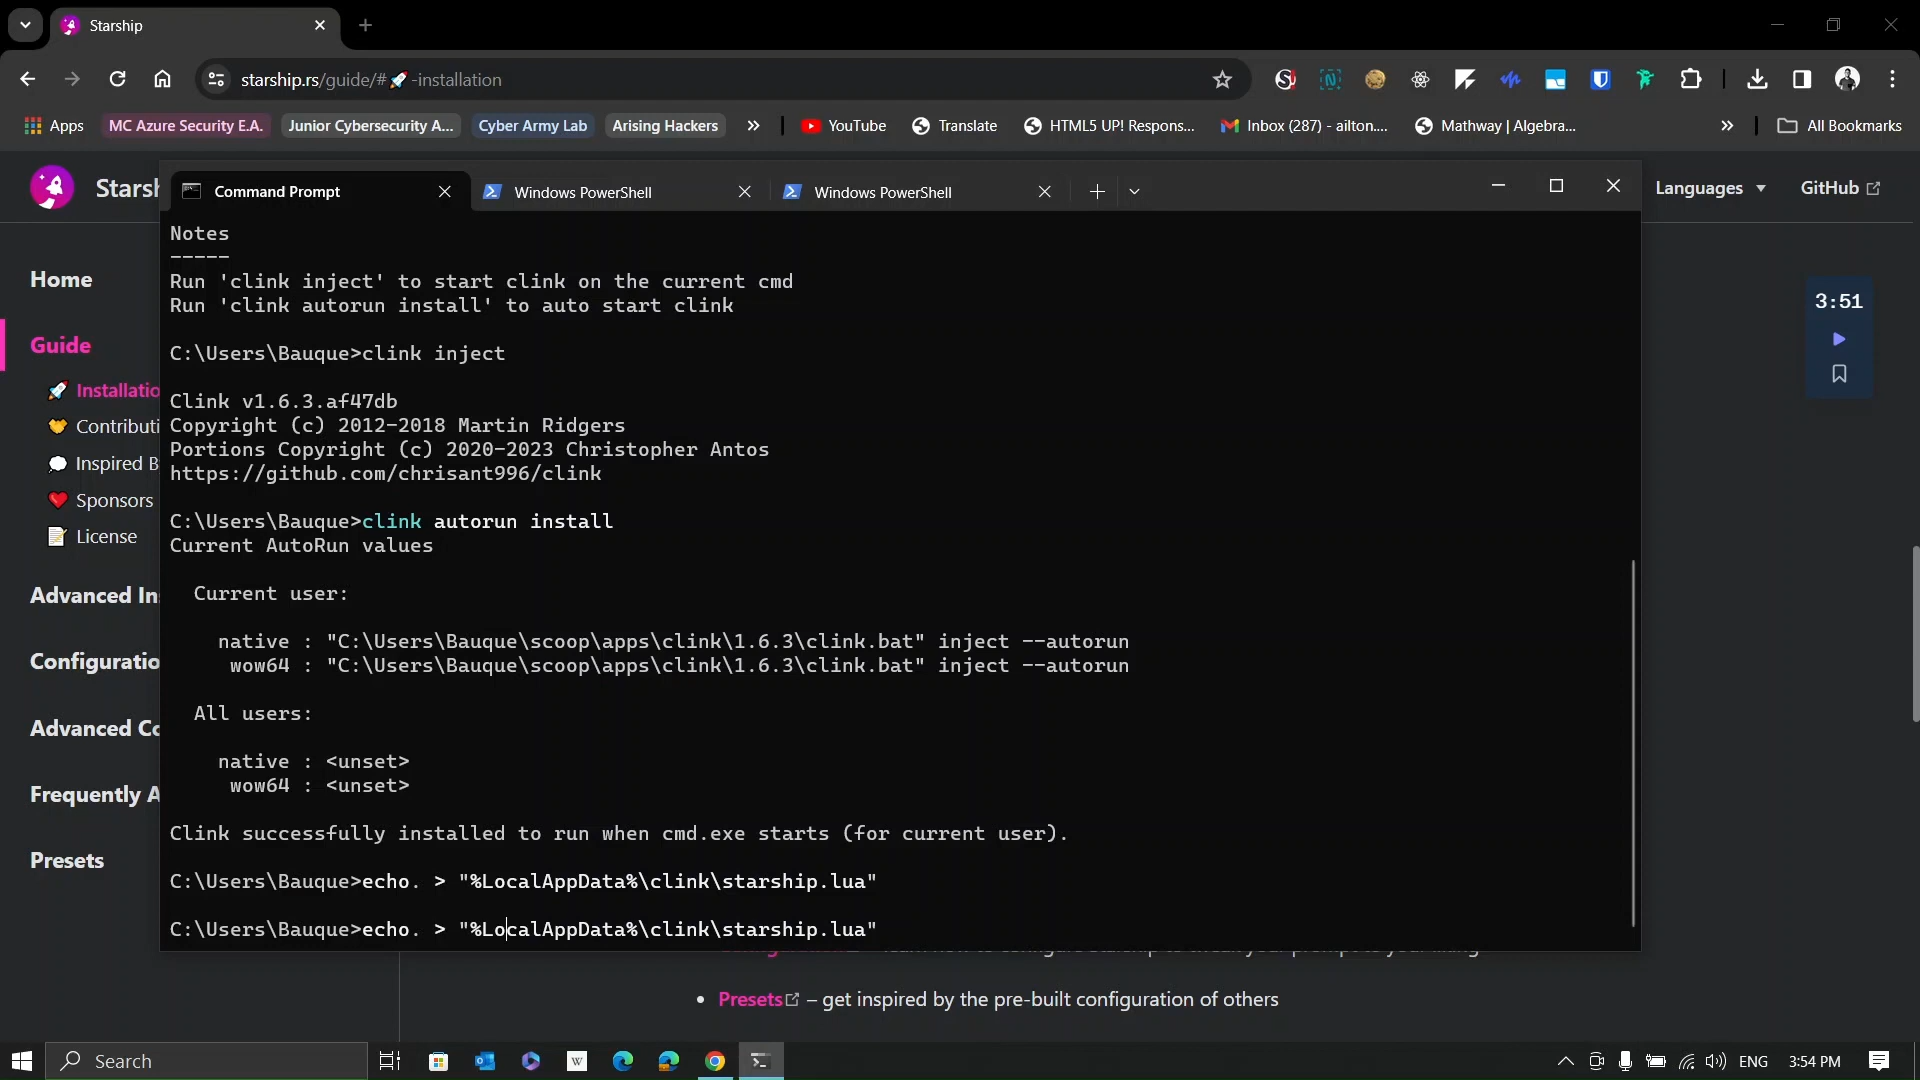 Starship
starship.rs/guide/#🚀-installation
Apps
MC Azure Security E.A.
Junior Cybersecurity A...
Cyber Army Lab
Arising Hackers
YouTube
Translate
HTML5 UP! Respons...
Inbox (287) - ailton....
Mathway | Algebra...
All Bookmarks
Starsh
Command Prompt
Windows PowerShell
Windows PowerShell
Languages
GitHub
Home
Guide
🚀 Installatio
Contributi
Inspired B
Sponsors
License
Advanced In
Configuratio
Advanced Co
Frequently A
Presets
Notes
-----
Run 'clink inject' to start clink on the current cmd
Run 'clink autorun install' to auto start clink
C:\Users\Bauque>clink inject
Clink v1.6.3.af47db
Copyright (c) 2012-2018 Martin Ridgers
Portions Copyright (c) 2020-2023 Christopher Antos
https://github.com/chrisant996/clink
C:\Users\Bauque>clink autorun install
Current AutoRun values
Current user:
native : "C:\Users\Bauque\scoop\apps\clink\1.6.3\clink.bat" inject --autorun
wow64 : "C:\Users\Bauque\scoop\apps\clink\1.6.3\clink.bat" inject --autorun
All users:
native : <unset>
wow64 : <unset>
Clink successfully installed to run when cmd.exe starts (for current user).
C:\Users\Bauque>echo. > "%LocalAppData%\clink\starship.lua"
C:\Users\Bauque>echo. > "%LocalAppData%\clink\starship.lua"
3:51
Presets – get inspired by the pre-built configuration of others
Search
W
ENG
3:54 PM